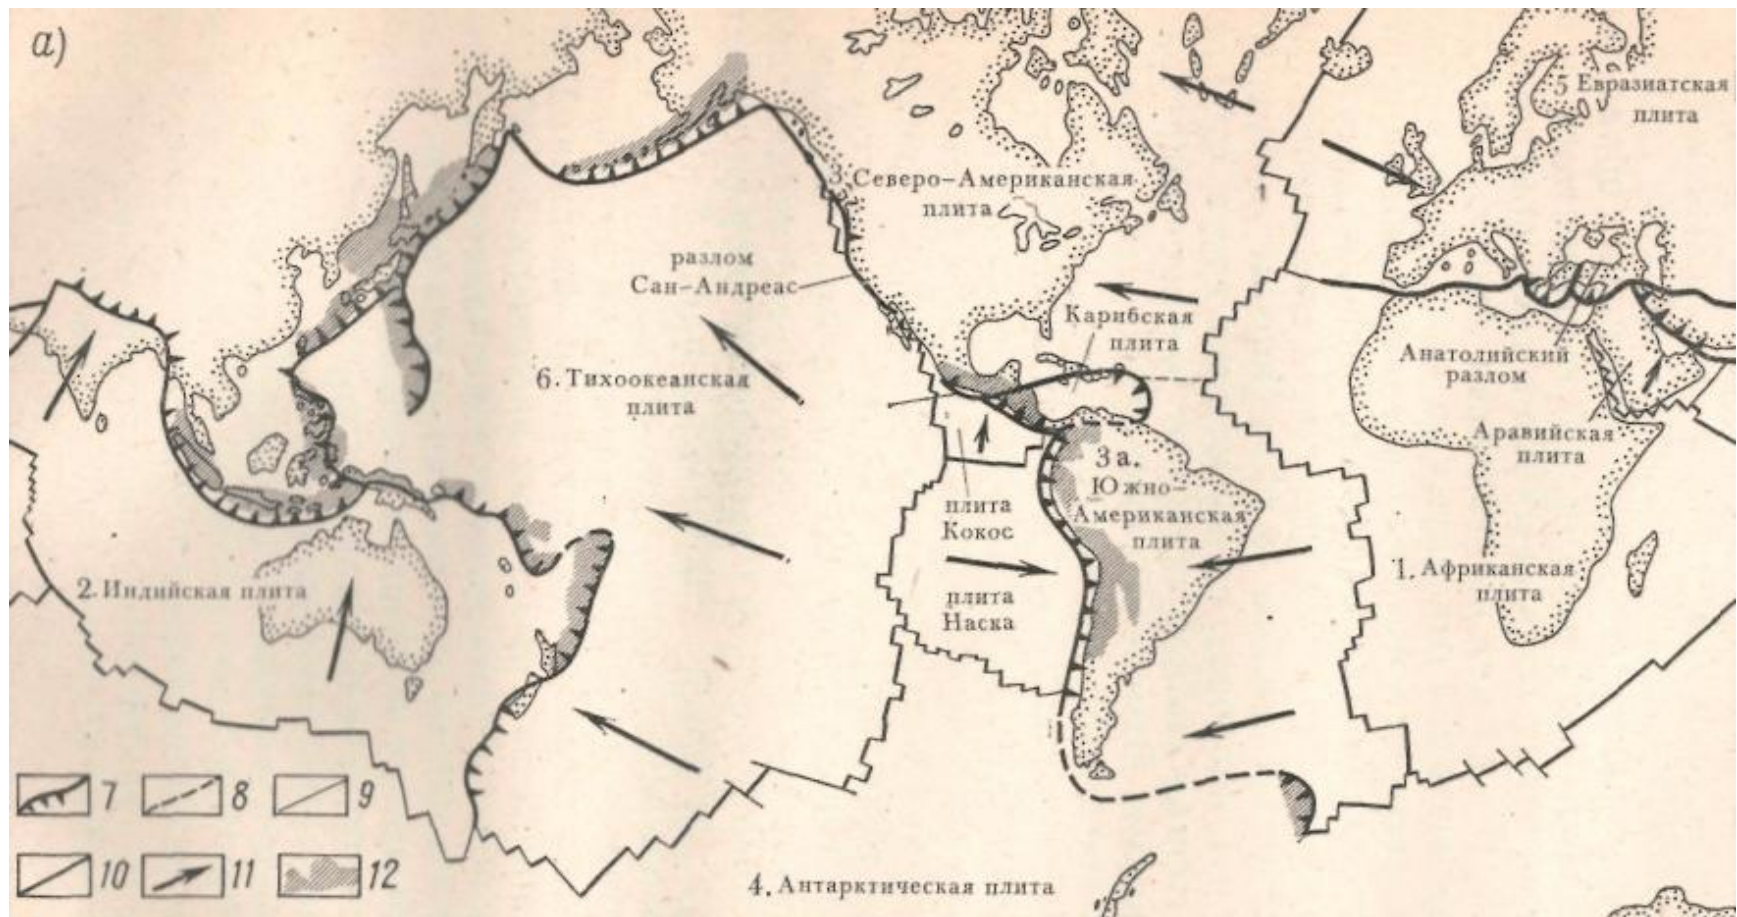 а)
5 Евразиатская
плита
3. Северо-Американская
плита
разлом
Сан-Андреас
Карибская
плита
6. Тихоокеанская
плита
Анатолийский
разлом
Аравийская
плита
3а.
Южно-
Американская
плита
плита
Кокос
плита
Наска
2. Индийская плита
1. Африканская
плита
7 8 9
10 11 12
4. Антарктическая плита